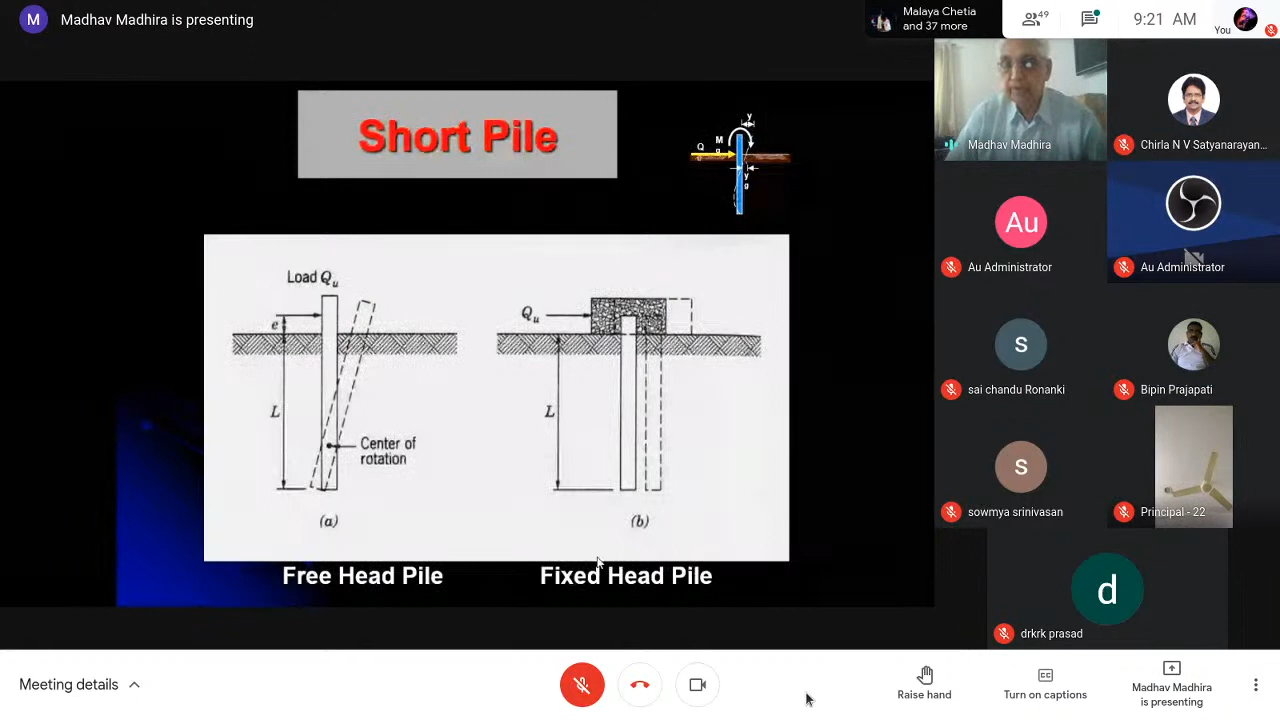 M
Madhav Madhira is presenting
Malaya Chetia
and 37 more
49
9:21 AM
You
Short Pile
y
M
g
Q
g
y
g
Load Qu
e
L
Center of
rotation
(a)
Qu
L
(b)
Free Head Pile
Fixed Head Pile
Madhav Madhira
Chirla N V Satyanarayan...
Au
Au Administrator
Au Administrator
s
sai chandu Ronanki
Bipin Prajapati
s
sowmya srinivasan
Principal - 22
d
drkrk prasad
Meeting details
Raise hand
Turn on captions
Madhav Madhira
is presenting